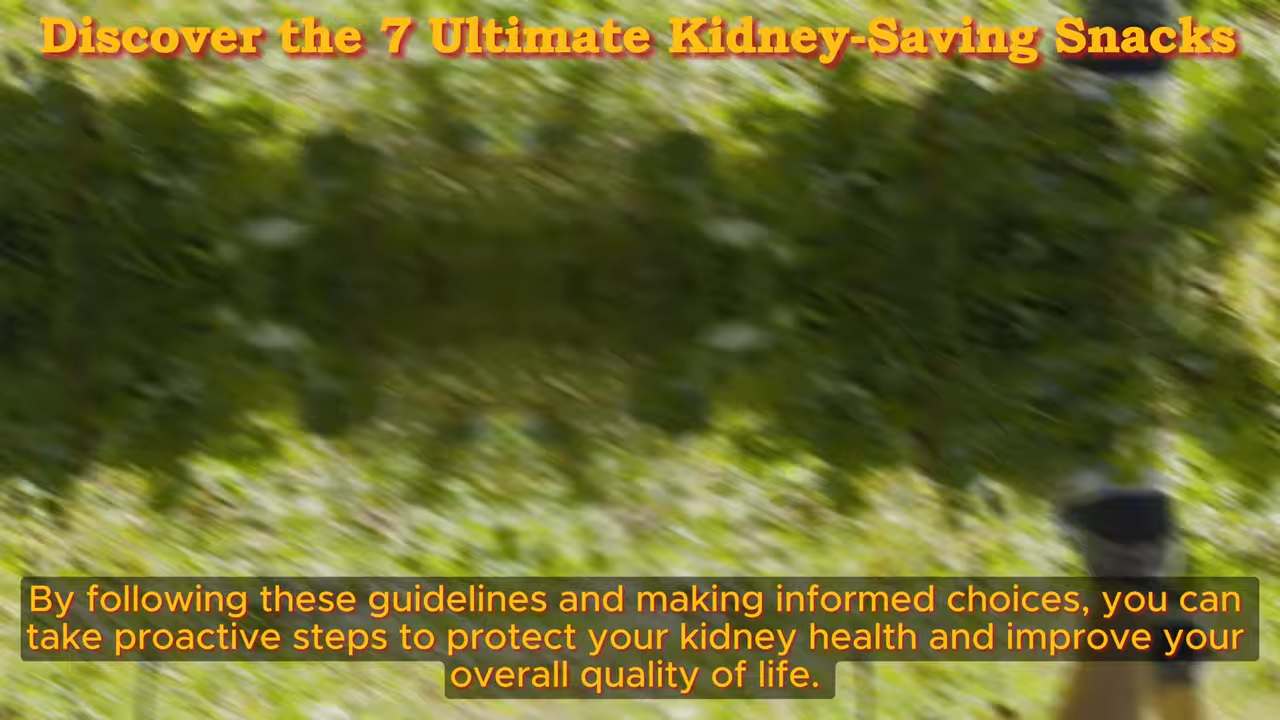 Discover the 7 Ultimate Kidney-Saving Snacks
By following these guidelines and making informed choices, you can
take proactive steps to protect your kidney health and improve your
overall quality of life.